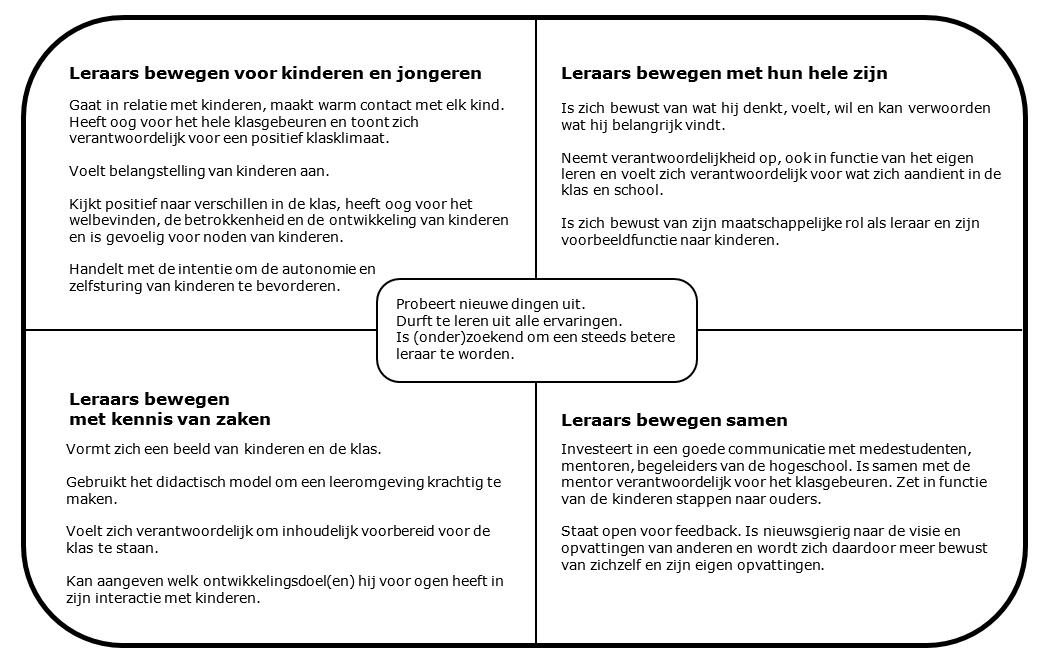 Leraars bewegen voor kinderen en jongeren
Gaat in relatie met kinderen, maakt warm contact met elk kind.
Heeft oog voor het hele klasgebeuren en toont zich
verantwoordelijk voor een positief klasklimaat.
Voelt belangstelling van kinderen aan.
Kijkt positief naar verschillen in de klas, heeft oog voor het
welbevinden, de betrokkenheid en de ontwikkeling van kinderen
en is gevoelig voor noden van kinderen.
Handelt met de intentie om de autonomie en
zelfsturing van kinderen te bevorderen.
Leraars bewegen met hun hele zijn
Is zich bewust van wat hij denkt, voelt, wil en kan verwoorden
wat hij belangrijk vindt.
Neemt verantwoordelijkheid op, ook in functie van het eigen
leren en voelt zich verantwoordelijk voor wat zich aandient in de
klas en school.
Is zich bewust van zijn maatschappelijke rol als leraar en zijn
voorbeeldfunctie naar kinderen.
Probeert nieuwe dingen uit.
Durft te leren uit alle ervaringen.
Is (onder)zoekend om een steeds betere
leraar te worden.
Leraars bewegen
met kennis van zaken
Vormt zich een beeld van kinderen en de klas.
Gebruikt het didactisch model om een leeromgeving krachtig te
maken.
Voelt zich verantwoordelijk om inhoudelijk voorbereid voor de
klas te staan.
Kan aangeven welk ontwikkelingsdoel(en) hij voor ogen heeft in
zijn interactie met kinderen.
Leraars bewegen samen
Investeert in een goede communicatie met medestudenten,
mentoren, begeleiders van de hogeschool. Is samen met de
mentor verantwoordelijk voor het klasgebeuren. Zet in functie
van de kinderen stappen naar ouders.
Staat open voor feedback. Is nieuwsgierig naar de visie en
opvattingen van anderen en wordt zich daardoor meer bewust
van zichzelf en zijn eigen opvattingen.